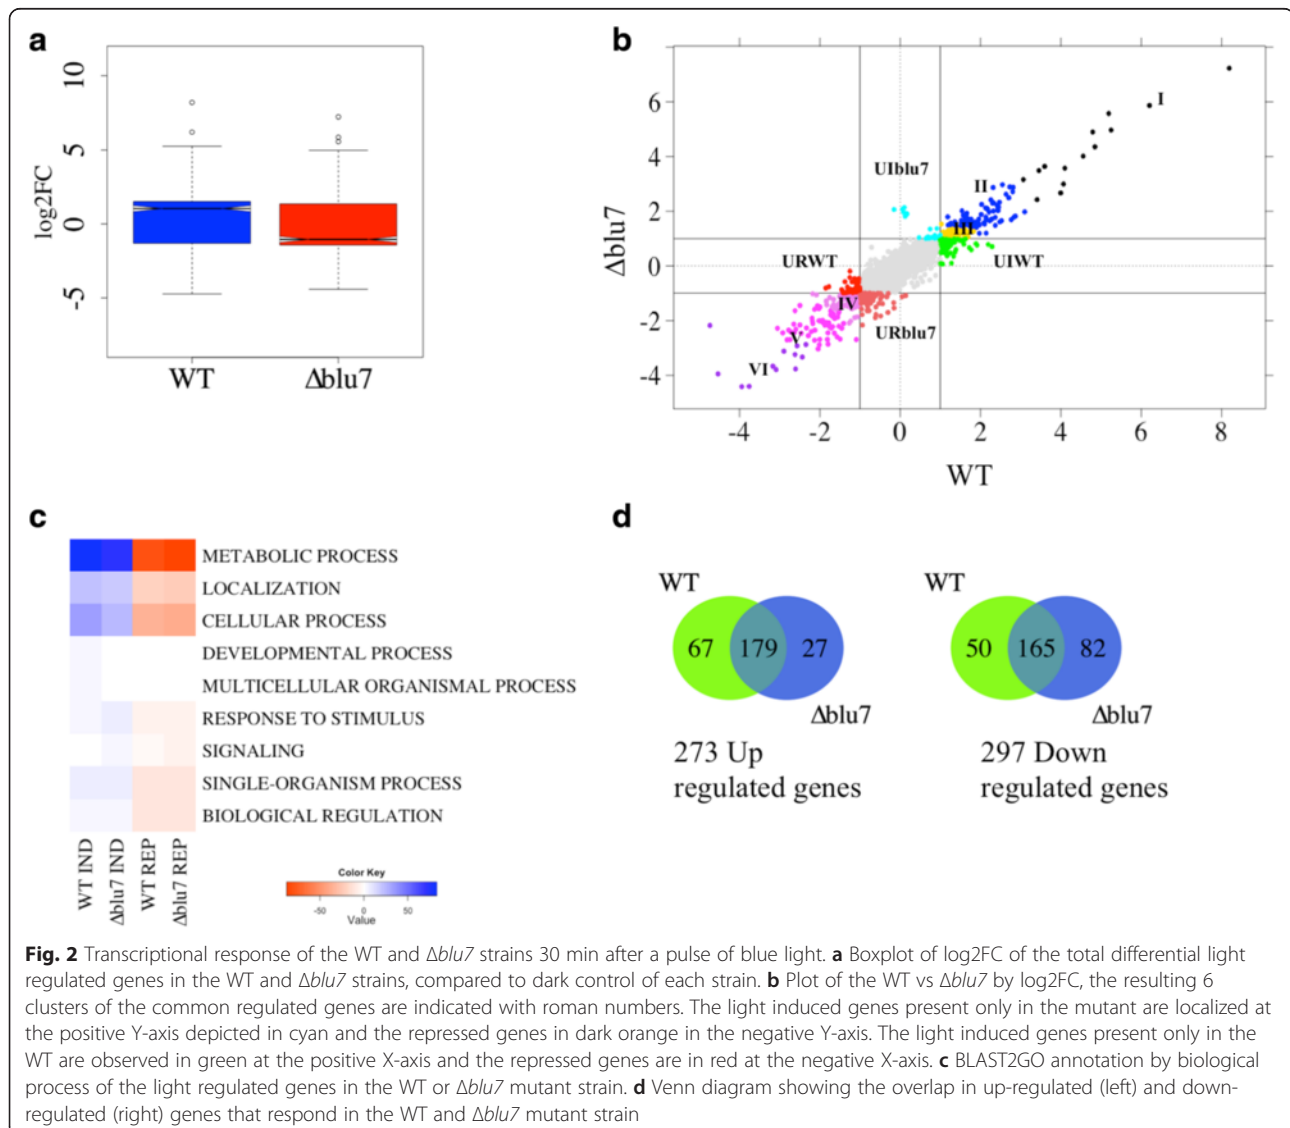 a
10
5
0
-5
log2FC
WT
Δblu7
b
6
4
2
0
-2
-4
Δblu7
I
II
UIblu7
III
UIWT
URWT
IV
URblu7
V
VI
-4
-2
0
2
4
6
8
WT
c
METABOLIC PROCESS
LOCALIZATION
CELLULAR PROCESS
DEVELOPMENTAL PROCESS
MULTICELLULAR ORGANISMAL PROCESS
RESPONSE TO STIMULUS
SIGNALING
SINGLE-ORGANISM PROCESS
BIOLOGICAL REGULATION
WT IND
Δblu7 IND
WT REP
Δblu7 REP
Color Key
-50
0
50
Value
d
WT
67 179 27
Δblu7
273 Up
regulated genes
WT
50 165 82
Δblu7
297 Down
regulated genes
Fig. 2 Transcriptional response of the WT and Δblu7 strains 30 min after a pulse of blue light. a Boxplot of log2FC of the total differential light
regulated genes in the WT and Δblu7 strains, compared to dark control of each strain. b Plot of the WT vs Δblu7 by log2FC, the resulting 6
clusters of the common regulated genes are indicated with roman numbers. The light induced genes present only in the mutant are localized at
the positive Y-axis depicted in cyan and the repressed genes in dark orange in the negative Y-axis. The light induced genes present only in the
WT are observed in green at the positive X-axis and the repressed genes are in red at the negative X-axis. c BLAST2GO annotation by biological
process of the light regulated genes in the WT or Δblu7 mutant strain. d Venn diagram showing the overlap in up-regulated (left) and down-
regulated (right) genes that respond in the WT and Δblu7 mutant strain